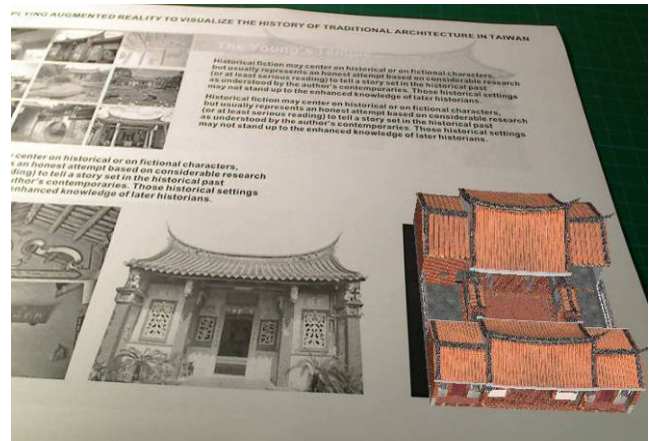 PLYING AUGMENTED REALITY TO VISUALIZE THE HISTORY OF TRADITIONAL ARCHITECTURE IN TAIWAN
The Young's
Historical fiction may center on historical or on fictional characters,
but usually represents an honest attempt based on considerable research
(or at least serious reading) to tell a story set in the historical past
as understood by the author's contemporaries. Those historical settings
may not stand up to the enhanced knowledge of later historians.
Historical fiction may center on historical or on fictional characters,
but usually represents an honest attempt based on considerable research
(or at least serious reading) to tell a story set in the historical past
as understood by the author's contemporaries. Those historical settings
may not stand up to the enhanced knowledge of later historians.
center on historical or on fictional characters,
an honest attempt based on considerable research
ding) to tell a story set in the historical past
thor's contemporaries. Those historical settings
enhanced knowledge of later historians.